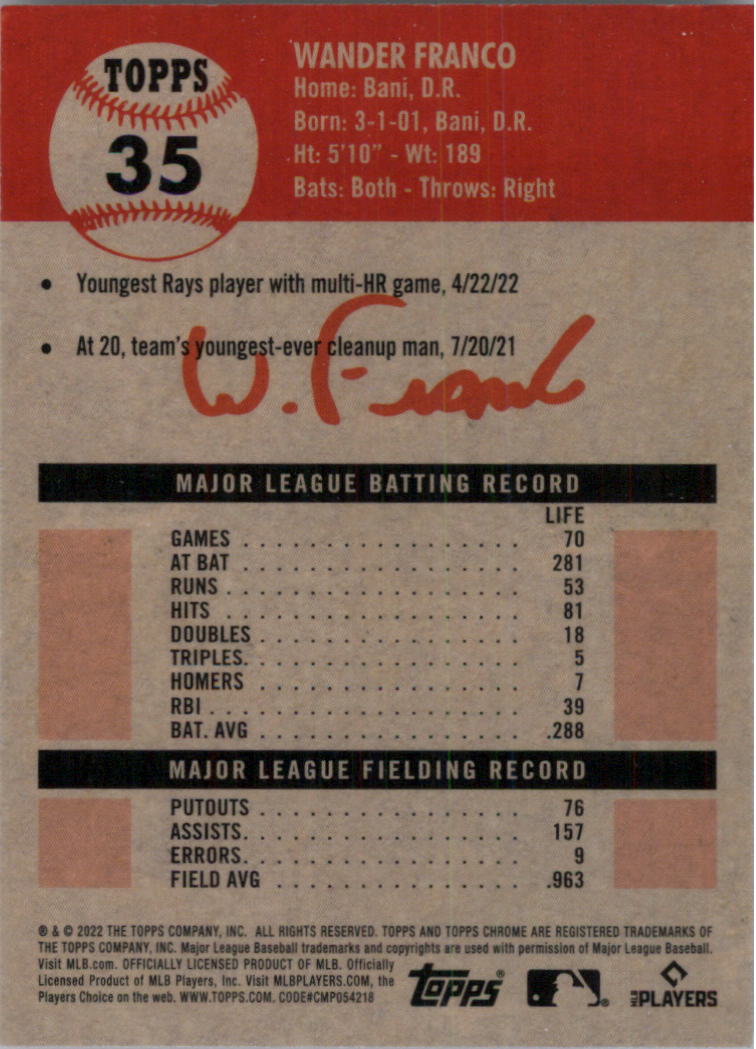 TOPPS
35
WANDER FRANCO
Home: Bani, D.R.
Born: 3-1-01, Bani, D.R.
Ht: 5'10" - Wt: 189
Bats: Both - Throws: Right
• Youngest Rays player with multi-HR game, 4/22/22
• At 20, team's youngest-ever cleanup man, 7/20/21
W. Franco
MAJOR LEAGUE BATTING RECORD
LIFE
GAMES . . . . . . . . . . . . . . . . . 70
AT BAT . . . . . . . . . . . . . . . . . 281
RUNS . . . . . . . . . . . . . . . . . . 53
HITS . . . . . . . . . . . . . . . . . . 81
DOUBLES . . . . . . . . . . . . . . . . 18
TRIPLES. . . . . . . . . . . . . . . . . 5
HOMERS . . . . . . . . . . . . . . . . 7
RBI . . . . . . . . . . . . . . . . . . . 39
BAT. AVG . . . . . . . . . . . . . . . . .288
MAJOR LEAGUE FIELDING RECORD
PUTOUTS . . . . . . . . . . . . . . . . 76
ASSISTS. . . . . . . . . . . . . . . . . 157
ERRORS. . . . . . . . . . . . . . . . . 9
FIELD AVG . . . . . . . . . . . . . . . .963
® & © 2022 THE TOPPS COMPANY, INC. ALL RIGHTS RESERVED. TOPPS AND TOPPS CHROME ARE REGISTERED TRADEMARKS OF
THE TOPPS COMPANY, INC. Major League Baseball trademarks and copyrights are used with permission of Major League Baseball.
Visit MLB.com. OFFICIALLY LICENSED PRODUCT OF MLB. Officially
Licensed Product of MLB Players, Inc. Visit MLBPLAYERS.COM, the
Players Choice on the web. WWW.TOPPS.COM. CODE#CMP054218
topps®
®
MLB PLAYERS